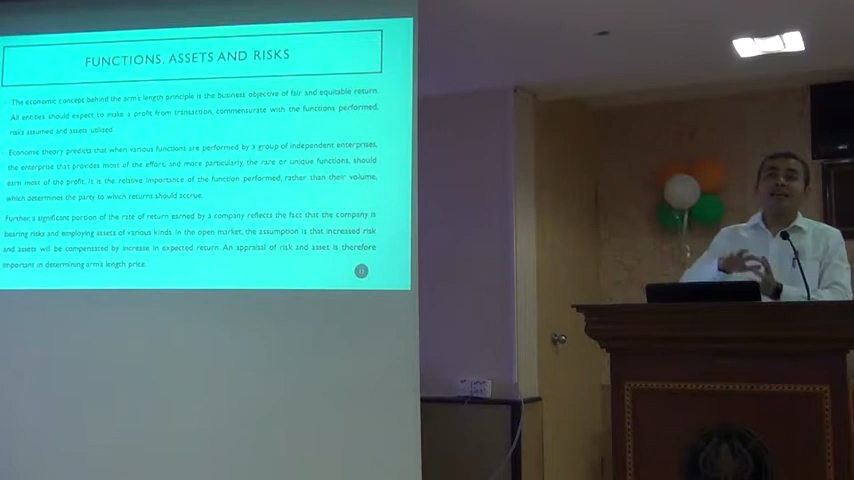 FUNCTIONS, ASSETS AND RISKS
The economic concept behind the arm's length principle is the business objective of fair and equitable return.
All entities should expect to make a profit from transaction, commensurate with the functions performed,
risks assumed and assets utilised.
Economic theory predicts that when various functions are performed by a group of independent enterprises,
the enterprise that provides most of the effort, and more particularly, the rare or unique functions, should
earn most of the profit. It is the relative importance of the function performed, rather than their volume,
which determines the party to which returns should accrue.
Further, a significant portion of the rate of return earned by a company reflects the fact that the company is
bearing risks and employing assets of various kinds. In the open market, the assumption is that increased risk
and assets will be compensated by increase in expected return. An appraisal of risk and asset is therefore
important in determining arm's length price.